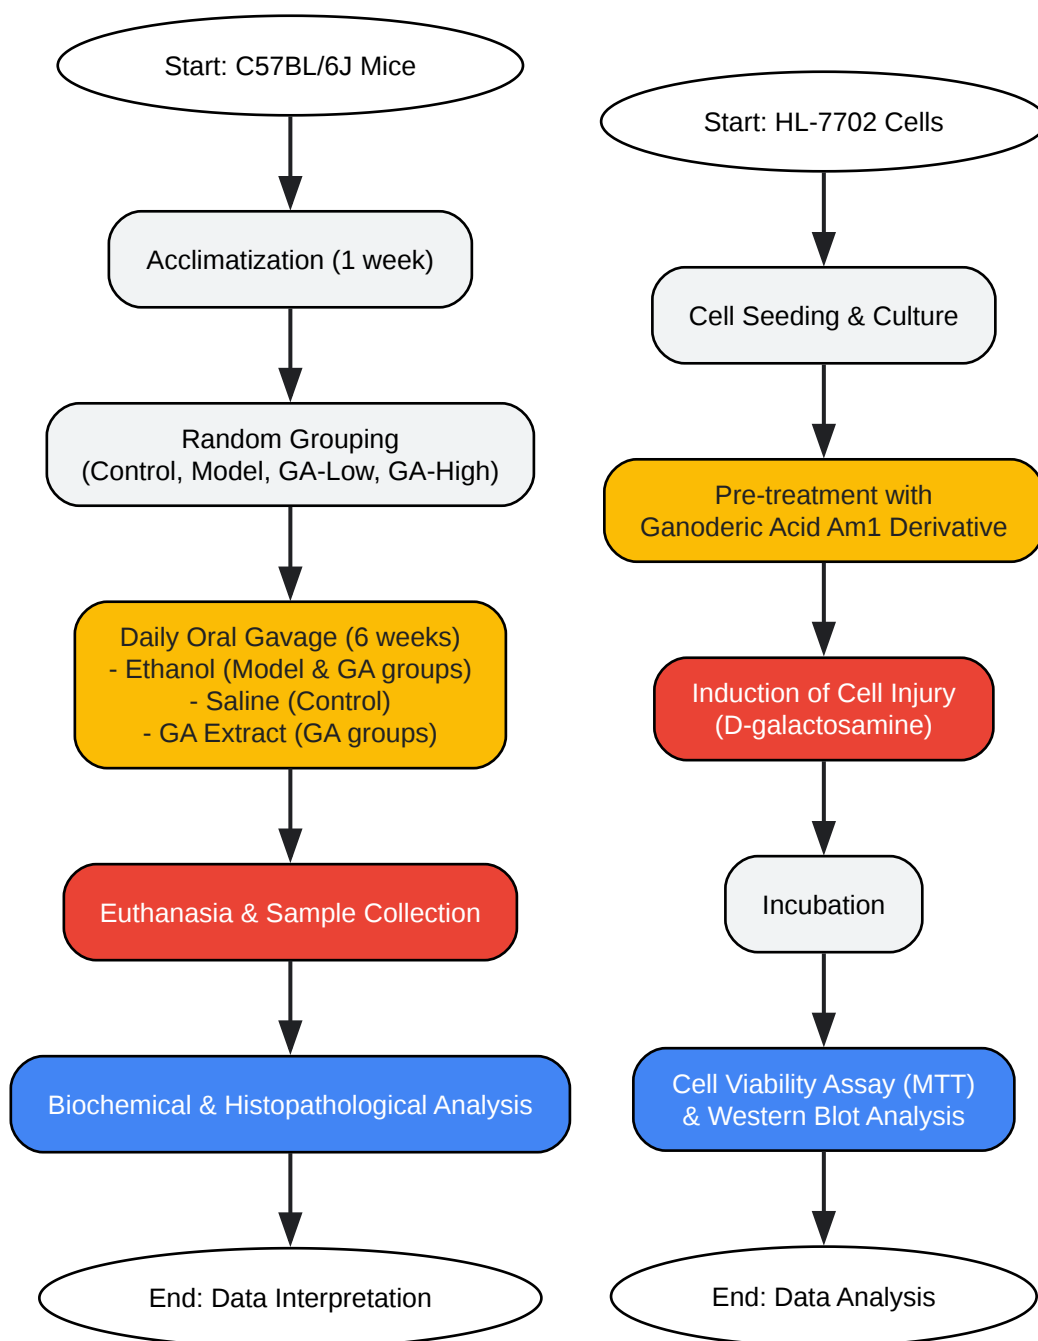 Start: C57BL/6J Mice
Acclimatization (1 week)
Random Grouping
(Control, Model, GA-Low, GA-High)
Daily Oral Gavage (6 weeks)
- Ethanol (Model & GA groups)
- Saline (Control)
- GA Extract (GA groups)
Euthanasia & Sample Collection
Biochemical & Histopathological Analysis
End: Data Interpretation
Start: HL-7702 Cells
Cell Seeding & Culture
Pre-treatment with
Ganoderic Acid Am1 Derivative
Induction of Cell Injury
(D-galactosamine)
Incubation
Cell Viability Assay (MTT)
& Western Blot Analysis
End: Data Analysis